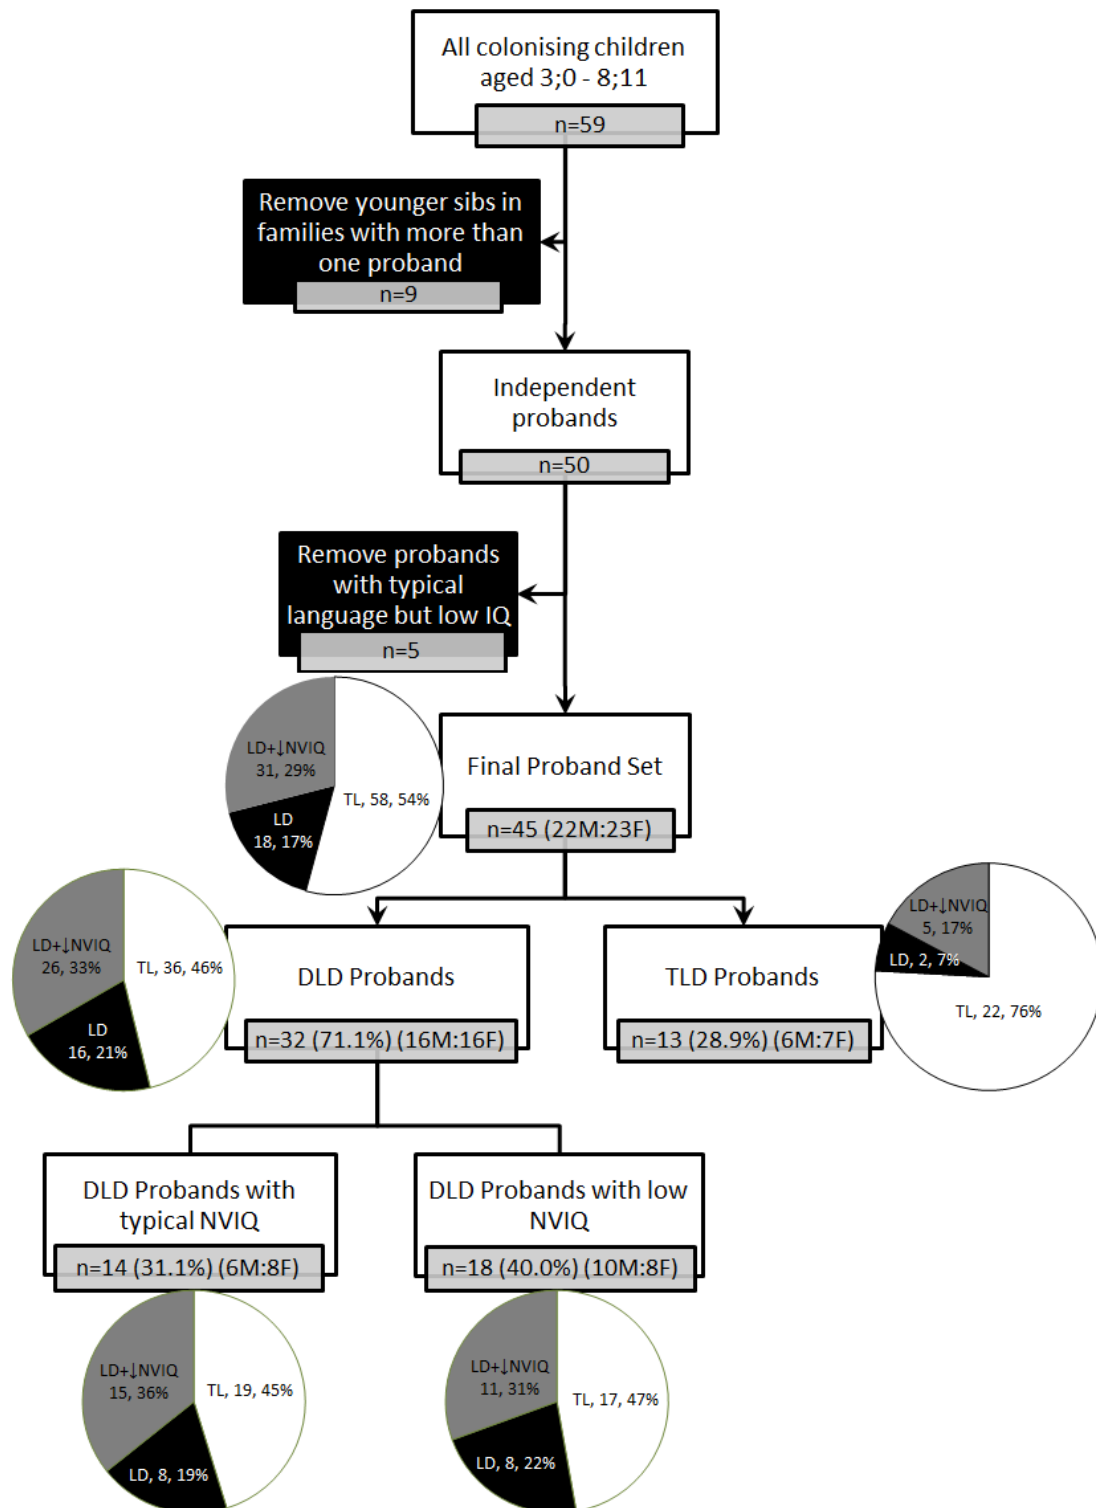 All colonising children
aged 3;0 - 8;11
n=59
Remove younger sibs in
families with more than
one proband
n=9
Independent
probands
n=50
Remove probands
with typical
language but low IQ
n=5
LD+↓NVIQ
31, 29%
TL, 58, 54%
LD
18, 17%
Final Proband Set
n=45 (22M:23F)
LD+↓NVIQ
26, 33%
TL, 36, 46%
LD
16, 21%
DLD Probands
n=32 (71.1%) (16M:16F)
TLD Probands
n=13 (28.9%) (6M:7F)
LD+↓NVIQ
5, 17%
LD, 2, 7%
TL, 22, 76%
DLD Probands with
typical NVIQ
n=14 (31.1%) (6M:8F)
DLD Probands with low
NVIQ
n=18 (40.0%) (10M:8F)
LD+↓NVIQ
15, 36%
TL, 19, 45%
LD, 8, 19%
LD+↓NVIQ
11, 31%
TL, 17, 47%
LD, 8, 22%